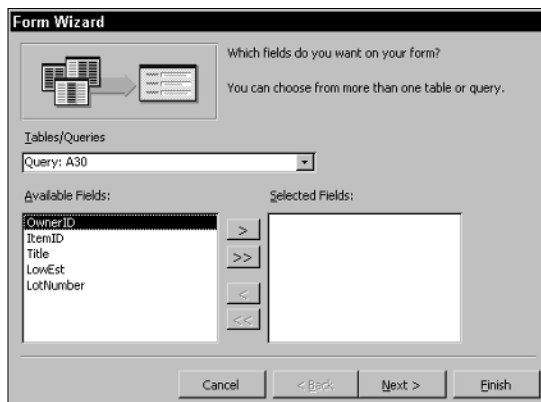 Form Wizard
Which fields do you want on your form?
You can choose from more than one table or query.
Tables/Queries
Query: A30
Available Fields:
Selected Fields:
OwnerID
ItemID
Title
LowEst
LotNumber
>
>>
<
<<
Cancel
< Back
Next >
Finish